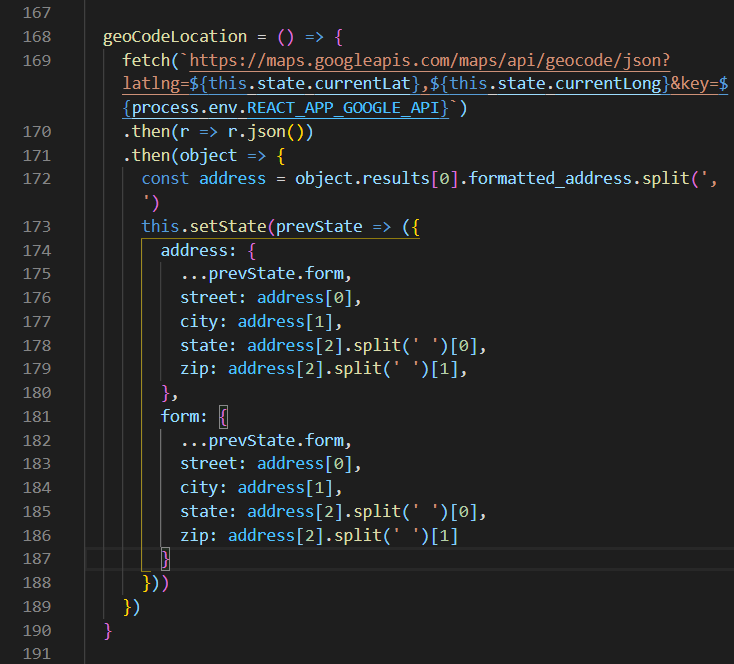 167
168 geoCodeLocation = () => {
169 fetch(`https://maps.googleapis.com/maps/api/geocode/json?
latlng=${this.state.currentLat},${this.state.currentLong}&key=$
{process.env.REACT_APP_GOOGLE_API}`)
170 .then(r => r.json())
171 .then(object => {
172 const address = object.results[0].formatted_address.split(',
')
173 this.setState(prevState => ({
174 address: {
175 ...prevState.form,
176 street: address[0],
177 city: address[1],
178 state: address[2].split(' ')[0],
179 zip: address[2].split(' ')[1],
180 },
181 form: {
182 ...prevState.form,
183 street: address[0],
184 city: address[1],
185 state: address[2].split(' ')[0],
186 zip: address[2].split(' ')[1]
187 }
188 }))
189 })
190 }
191